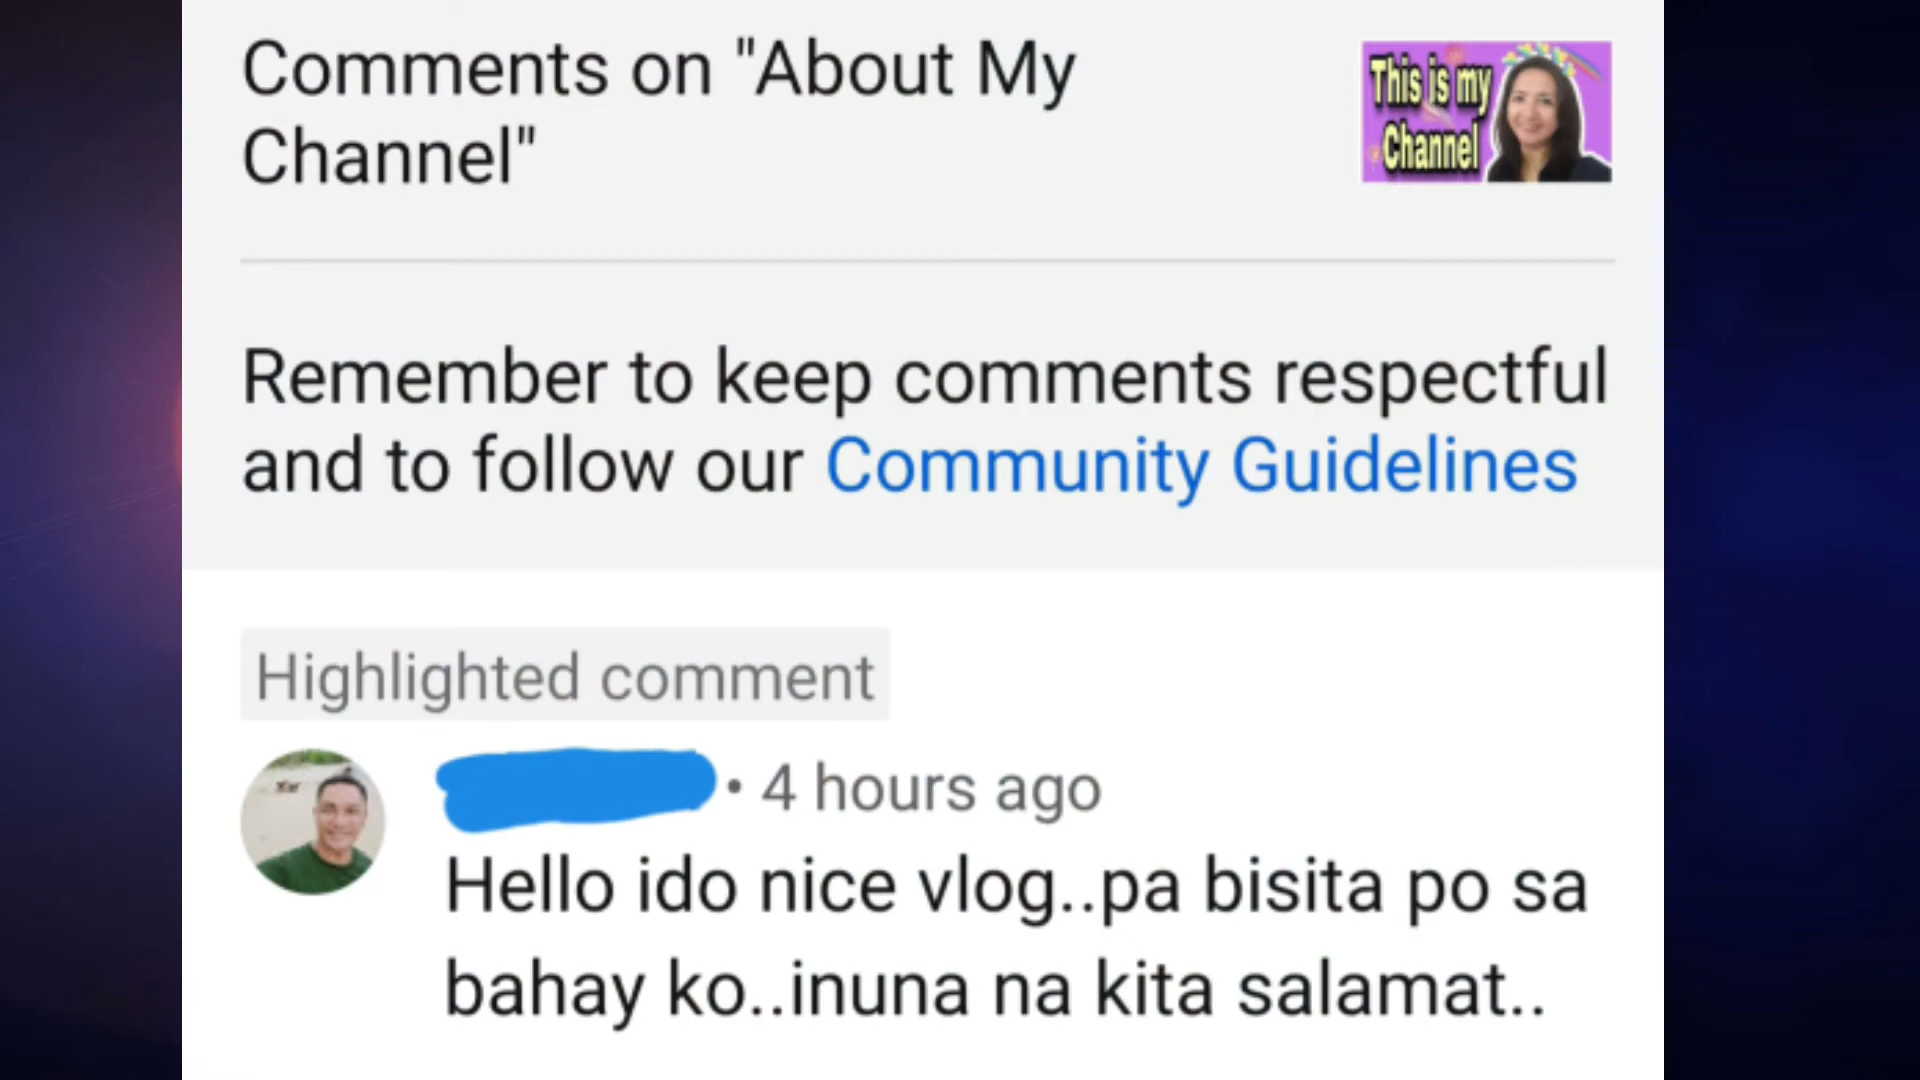 Comments on "About My
Channel"
This is my
Channel
Remember to keep comments respectful
and to follow our Community Guidelines
Highlighted comment
• 4 hours ago
Hello ido nice vlog..pa bisita po sa
bahay ko..inuna na kita salamat..